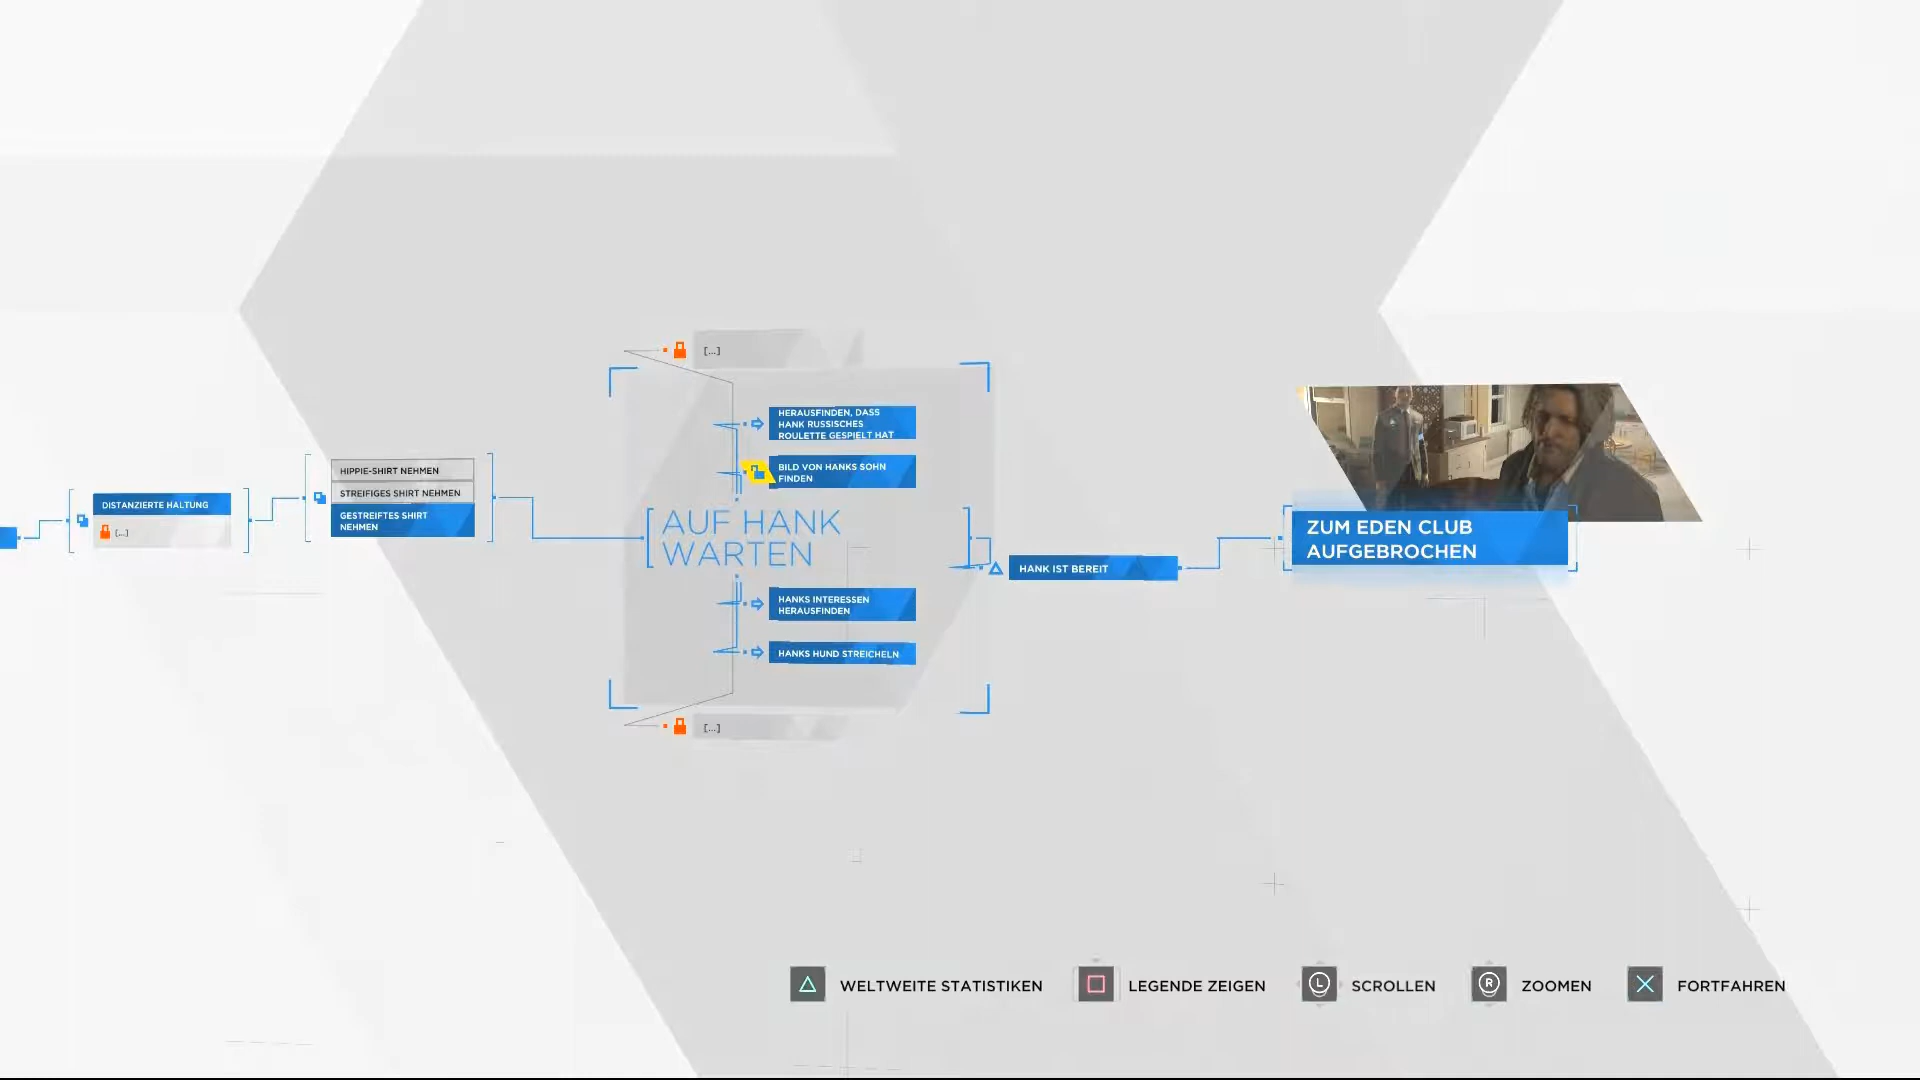 DISTANZIERTE HALTUNG
[...]
HIPPIE-SHIRT NEHMEN
STREIFIGES SHIRT NEHMEN
GESTREIFTES SHIRT
NEHMEN
[...]
HERAUSFINDEN, DASS
HANK RUSSISCHES
ROULETTE GESPIELT HAT
BILD VON HANKS SOHN
FINDEN
AUF HANK
WARTEN
HANKS INTERESSEN
HERAUSFINDEN
HANKS HUND STREICHELN
[...]
HANK IST BEREIT
ZUM EDEN CLUB
AUFGEBROCHEN
WELTWEITE STATISTIKEN
LEGENDE ZEIGEN
L
SCROLLEN
R
ZOOMEN
FORTFAHREN